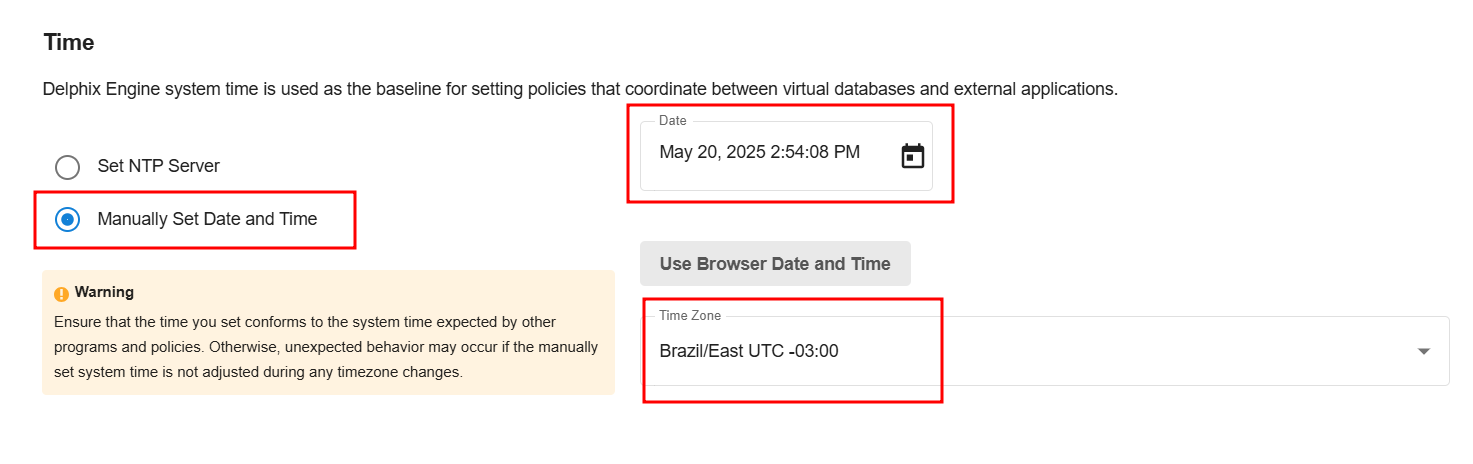 Time
Delphix Engine system time is used as the baseline for setting policies that coordinate between virtual databases and external applications.
Set NTP Server
Manually Set Date and Time
Warning
Ensure that the time you set conforms to the system time expected by other
programs and policies. Otherwise, unexpected behavior may occur if the manually
set system time is not adjusted during any timezone changes.
Date
May 20, 2025 2:54:08 PM
Use Browser Date and Time
Time Zone
Brazil/East UTC -03:00